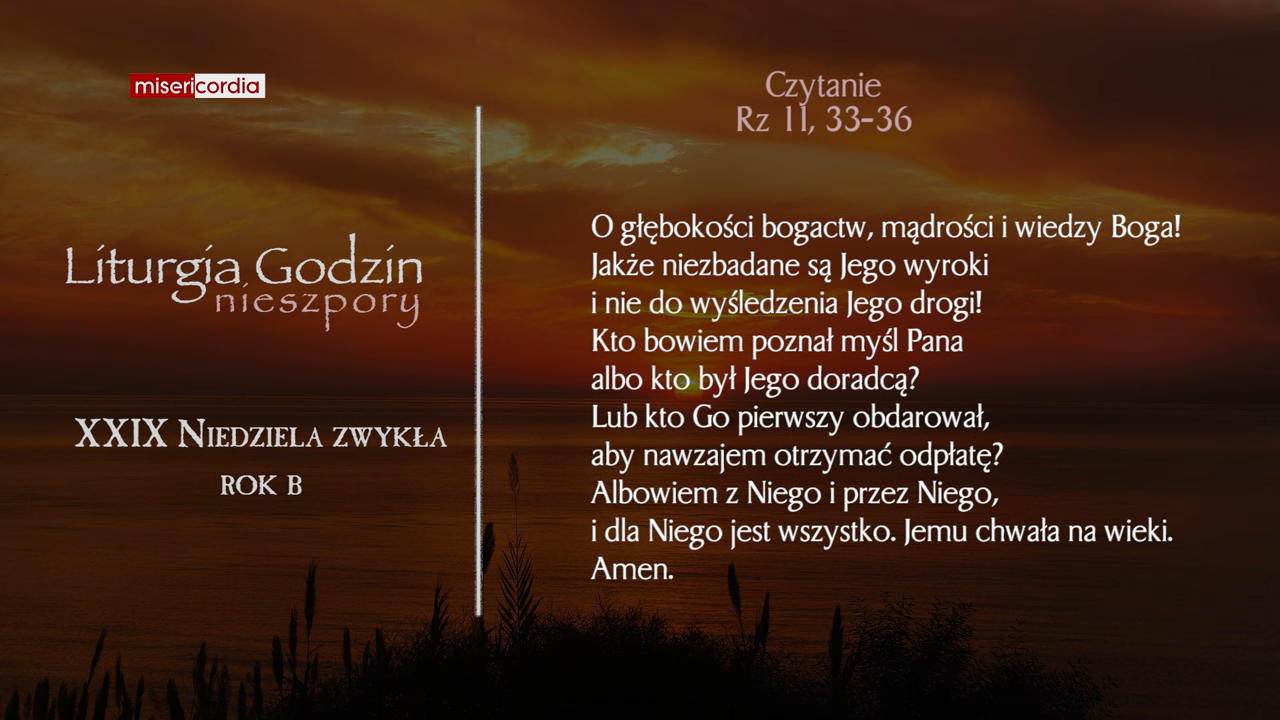 misericordia
Liturgia Godzin
nieszpory
XXIX Niedziela zwykła
rok B
Czytanie
Rz 11, 33-36
O głębokości bogactw, mądrości i wiedzy Boga!
Jakże niezbadane są Jego wyroki
i nie do wyśledzenia Jego drogi!
Kto bowiem poznał myśl Pana
albo kto był Jego doradcą?
Lub kto Go pierwszy obdarował,
aby nawzajem otrzymać odpłatę?
Albowiem z Niego i przez Niego,
i dla Niego jest wszystko. Jemu chwała na wieki.
Amen.